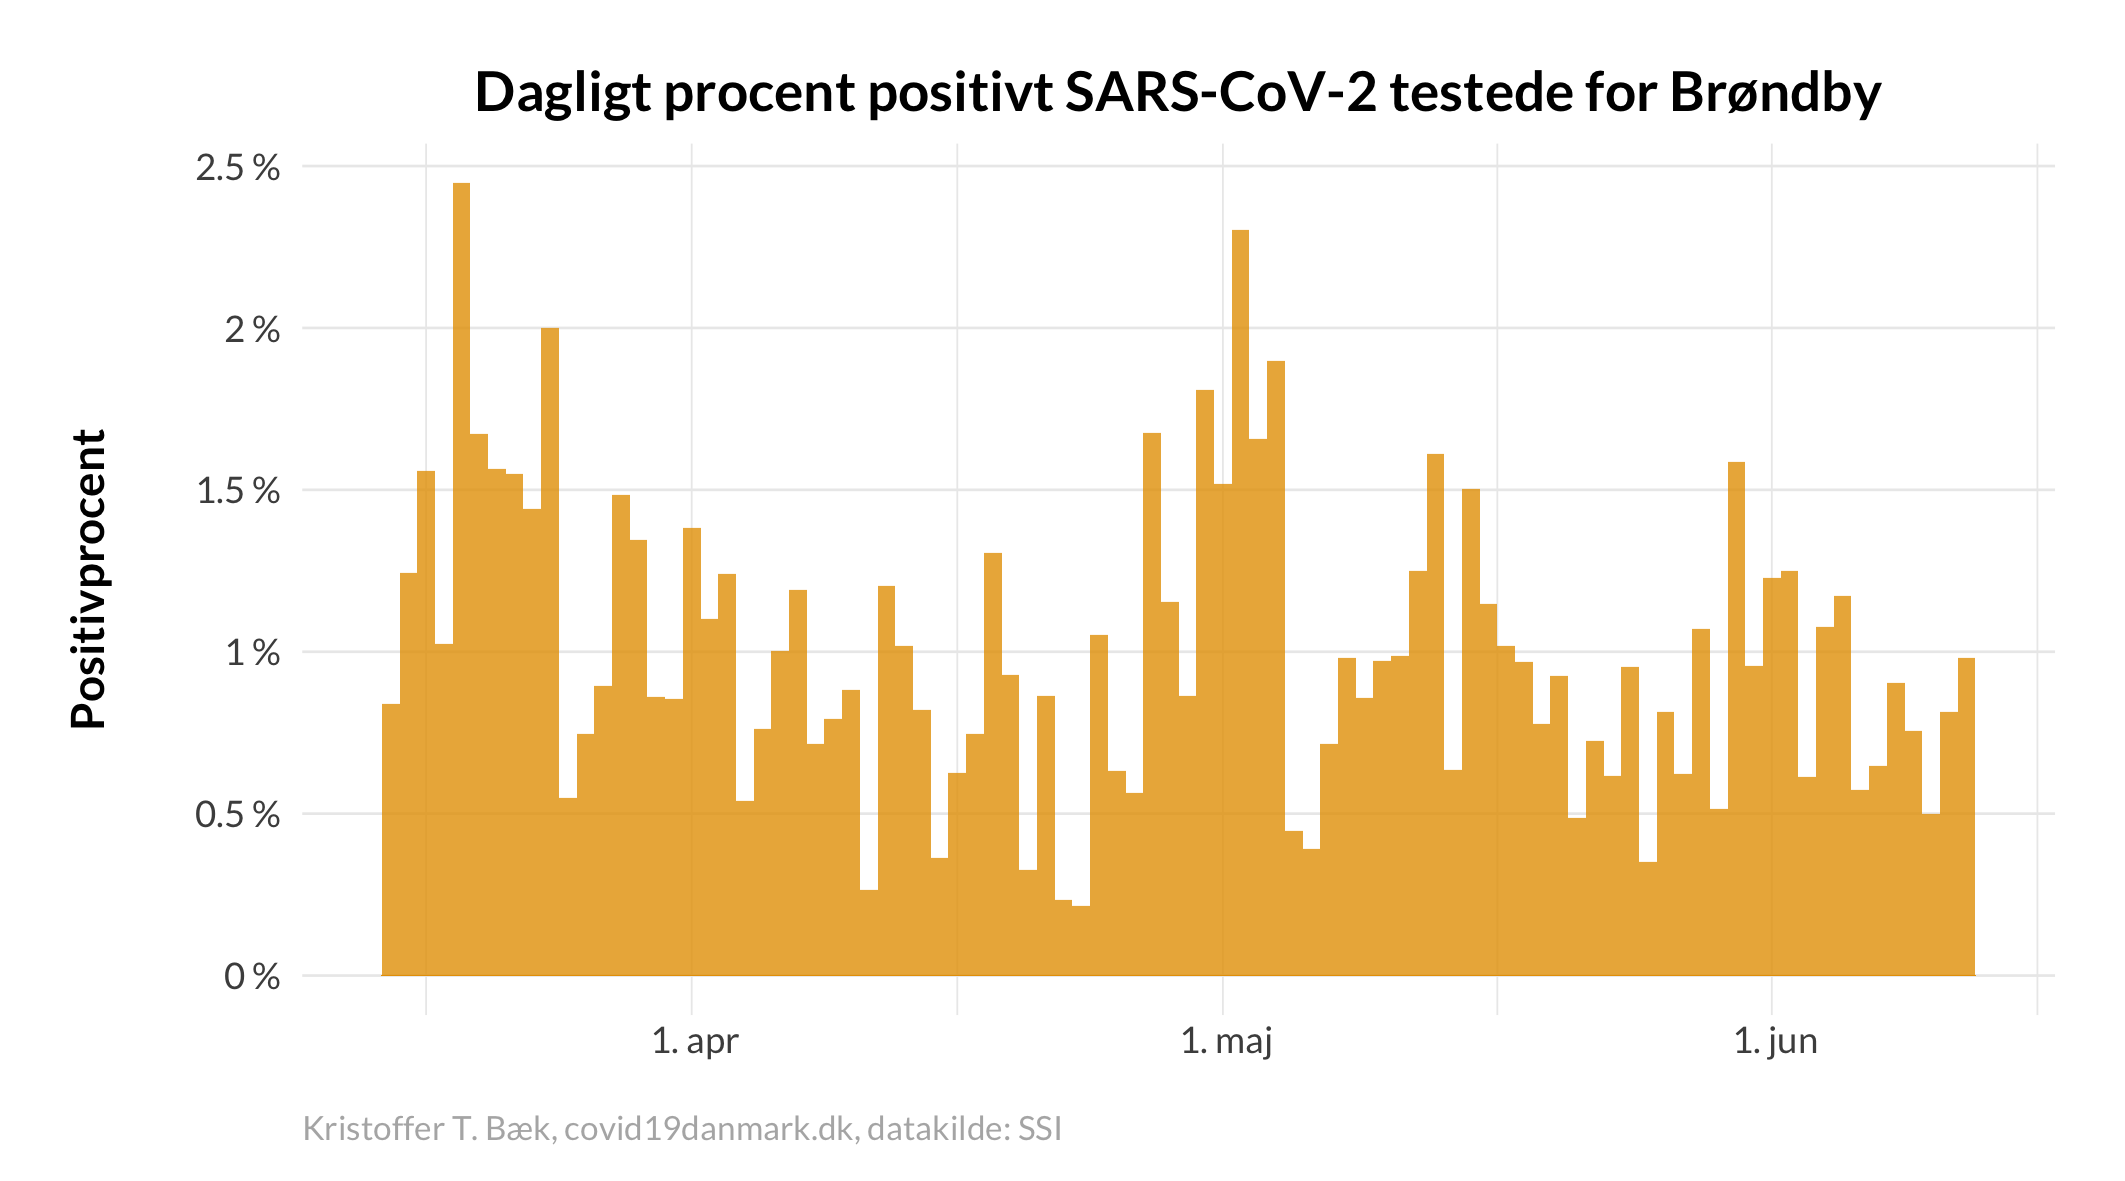 Dagligt procent positivt SARS-CoV-2 testede for Brøndby
Positivprocent
2.5 %
2 %
1.5 %
1 %
0.5 %
0 %
1. apr
1. maj
1. jun
Kristoffer T. Bæk, covid19danmark.dk, datakilde: SSI